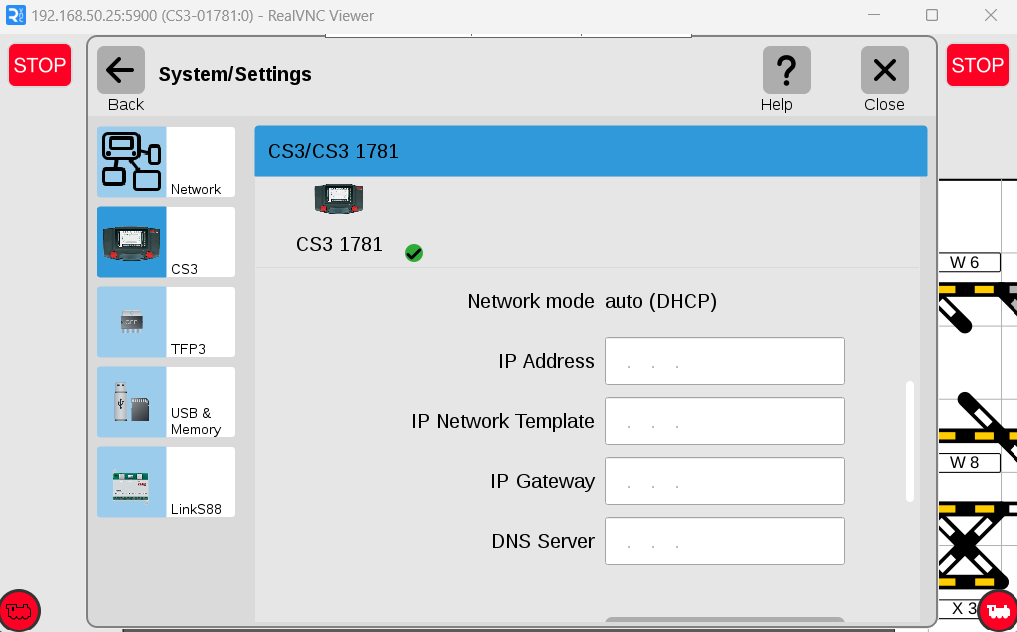 192.168.50.25:5900 (CS3-01781:0) - RealVNC Viewer
STOP
System/Settings
STOP
Back
Help
Close
CS3/CS3 1781
Network
CS3 1781
CS3
W 6
Network mode auto (DHCP)
TFP3
IP Address . . .
USB &
Memory
IP Network Template . . .
W 8
IP Gateway . . .
LinkS88
DNS Server . . .
X 3